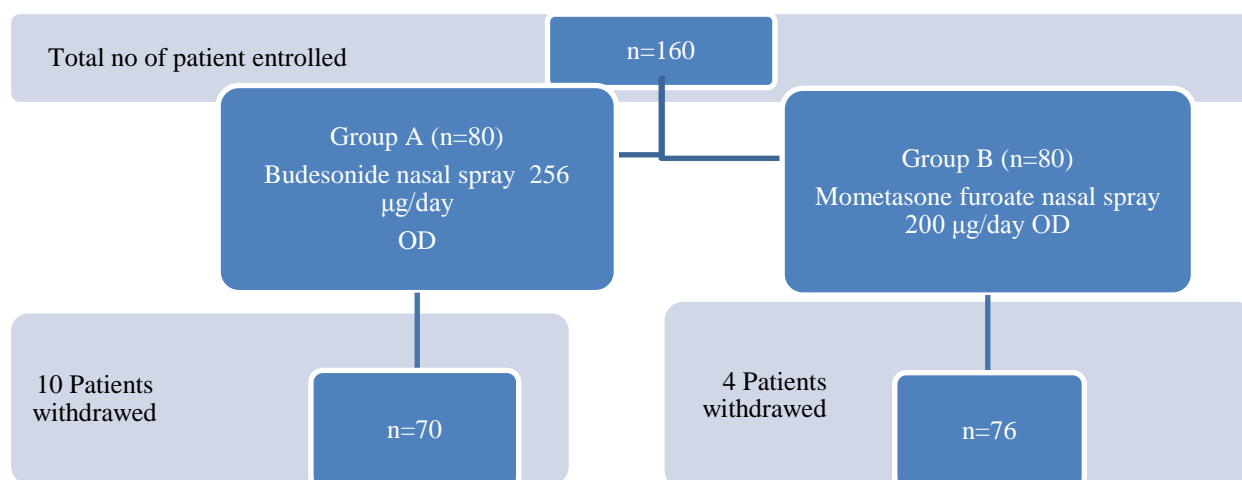 Total no of patient entrolled
n=160
Group A (n=80)
Budesonide nasal spray 256
μg/day
OD
Group B (n=80)
Mometasone furoate nasal spray
200 μg/day OD
10 Patients
withdrawed
n=70
4 Patients
withdrawed
n=76